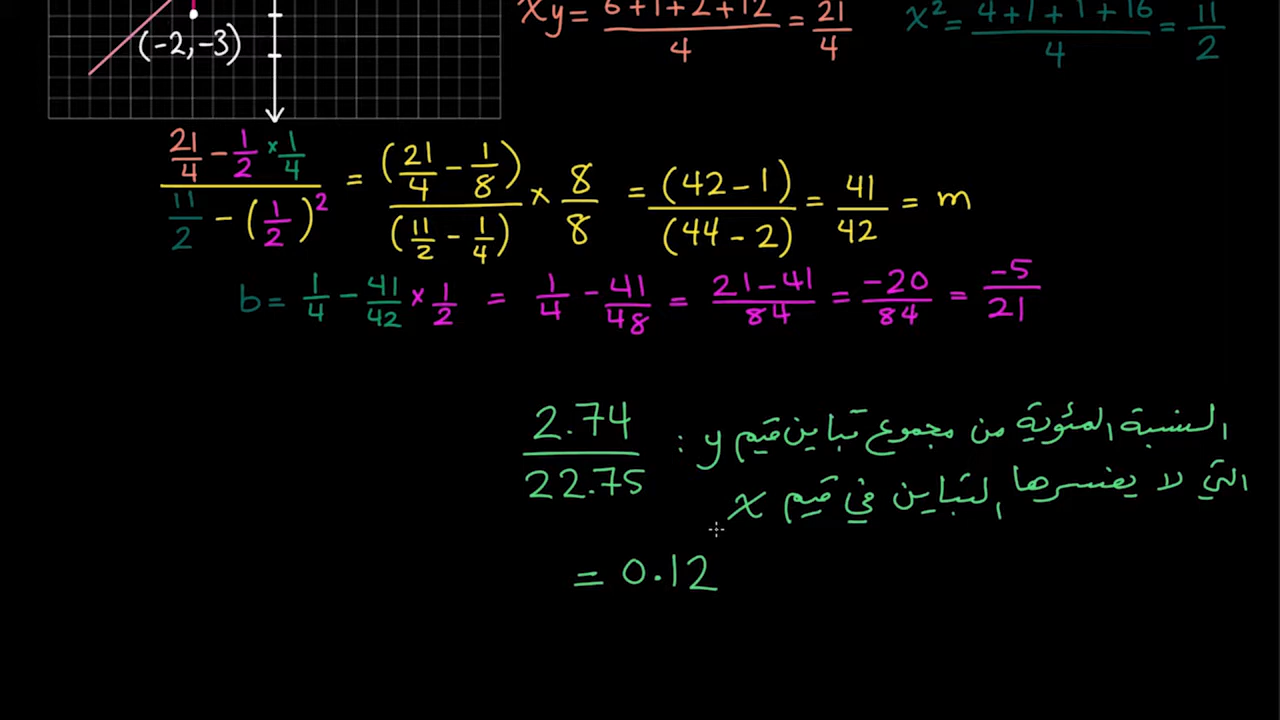 xy = (6+1+2+12)/4 = 21/4
x² = (4+1+1+16)/4 = 11/2
(-2,-3)
(21/4 - 1/2 × 1/4)/(11/2 - (1/2)²) = (21/4 - 1/8)/(11/2 - 1/4) × 8/8 = (42-1)/(44-2) = 41/42 = m
b = 1/4 - 41/42 × 1/2 = 1/4 - 41/48 = (21-41)/84 = -20/84 = -5/21
2.74/22.75 : النسبة المئوية من مجموع تباين قيم y
التي لا يفسرها التباين في قيم x
= 0.12